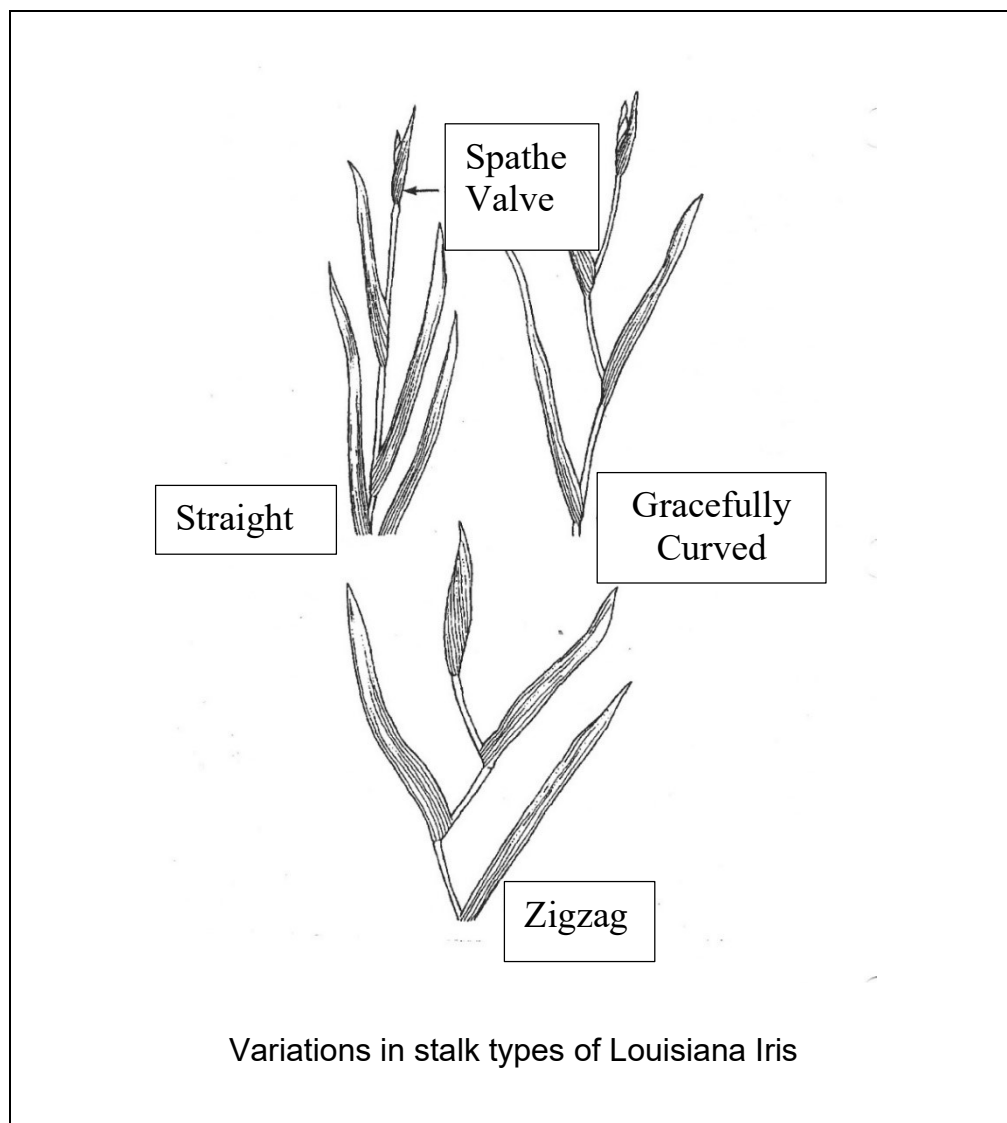 Spathe
Valve
Straight
Gracefully
Curved
Zigzag
Variations in stalk types of Louisiana Iris